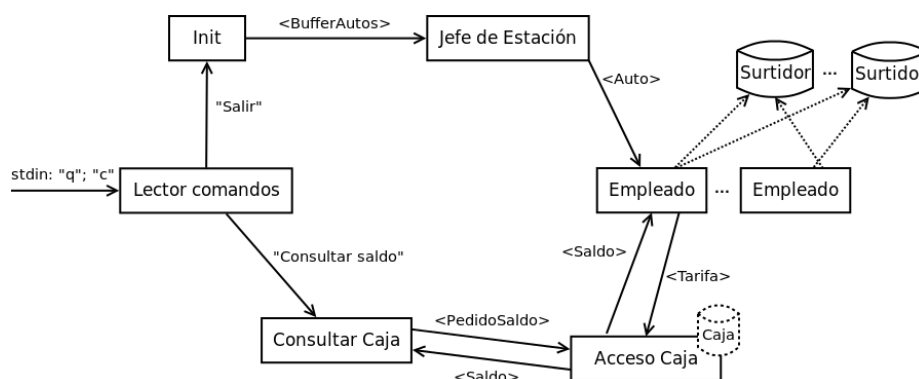 Init
<BufferAutos>
Jefe de Estación
Surtidor
...
Surtido
<Auto>
"Salir"
stdin: "q"; "c"
Lector comandos
Empleado
...
Empleado
"Consultar saldo"
<Saldo>
<Tarifa>
<PedidoSaldo>
Consultar Caja
Caja
Acceso Caja
<Saldo>